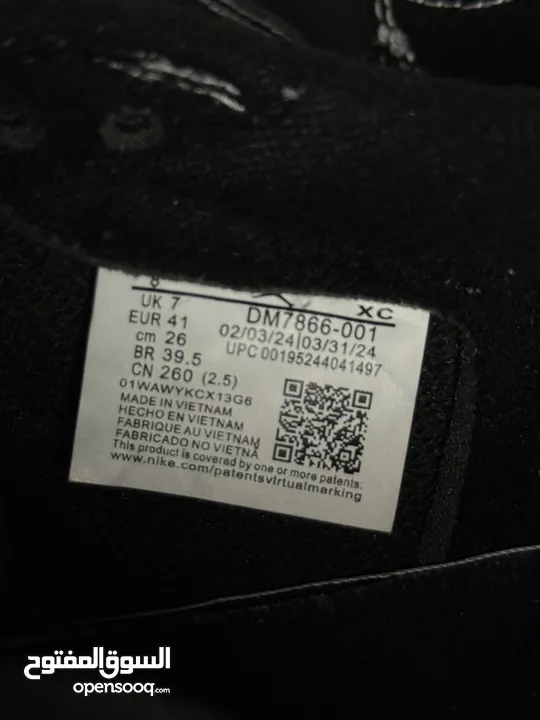 8
UK 7
EUR 41
cm 26
BR 39.5
CN 260 (2.5)
XC
DM7866-001
02/03/24|03/31/24
UPC 00195244041497
01WAWYKCX13G6
MADE IN VIETNAM
HECHO EN VIETNAM
FABRIQUE AU VIETNAM
FABRICADO NO VIETNÃ
This product is covered by one or more patents:
www.nike.com/patentsvirtualmarking
السوق المفتوح
opensooq.com